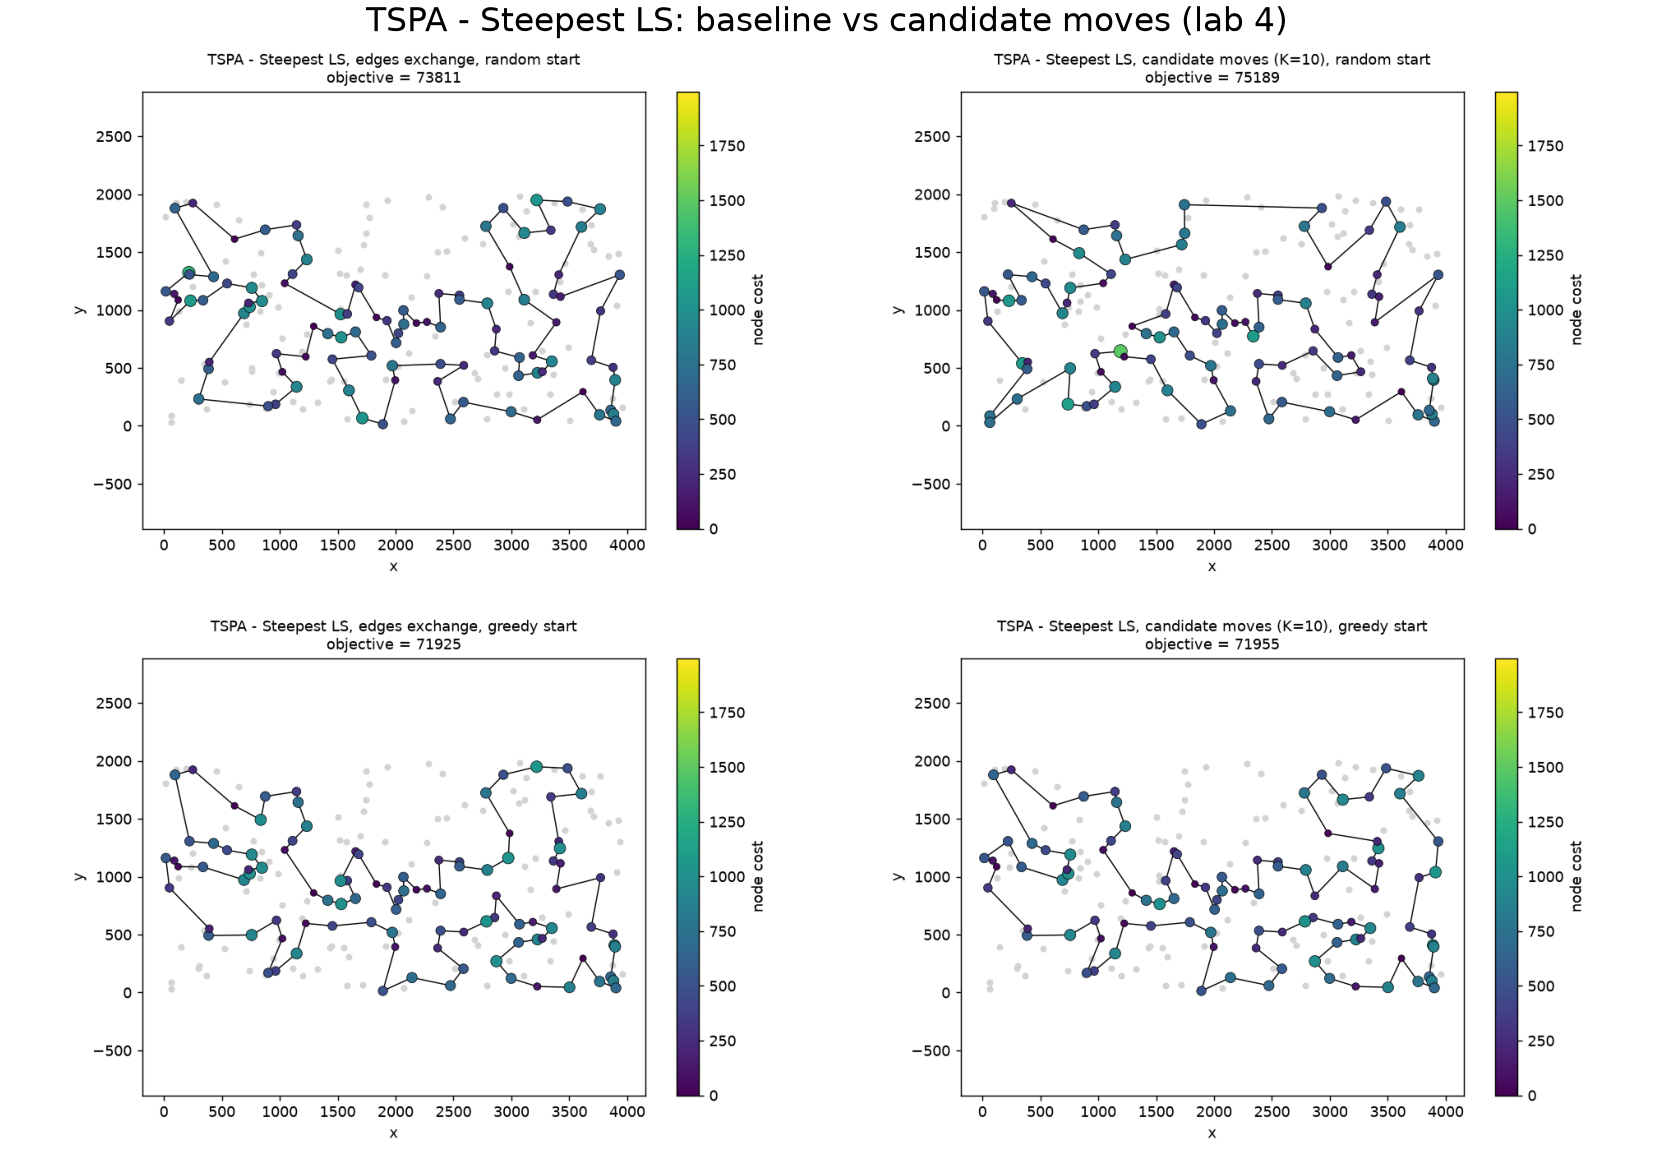 TSPA - Steepest LS: baseline vs candidate moves (lab 4)
TSPA - Steepest LS, edges exchange, random start
objective = 73811
2500
2000
1500
1000
500
0
−500
0 500 1000 1500 2000 2500 3000 3500 4000
x
y
1750
1500
1250
1000
750
500
250
0
node cost
TSPA - Steepest LS, candidate moves (K=10), random start
objective = 75189
2500
2000
1500
1000
500
0
−500
0 500 1000 1500 2000 2500 3000 3500 4000
x
y
1750
1500
1250
1000
750
500
250
0
node cost
TSPA - Steepest LS, edges exchange, greedy start
objective = 71925
2500
2000
1500
1000
500
0
−500
0 500 1000 1500 2000 2500 3000 3500 4000
x
y
1750
1500
1250
1000
750
500
250
0
node cost
TSPA - Steepest LS, candidate moves (K=10), greedy start
objective = 71955
2500
2000
1500
1000
500
0
−500
0 500 1000 1500 2000 2500 3000 3500 4000
x
y
1750
1500
1250
1000
750
500
250
0
node cost